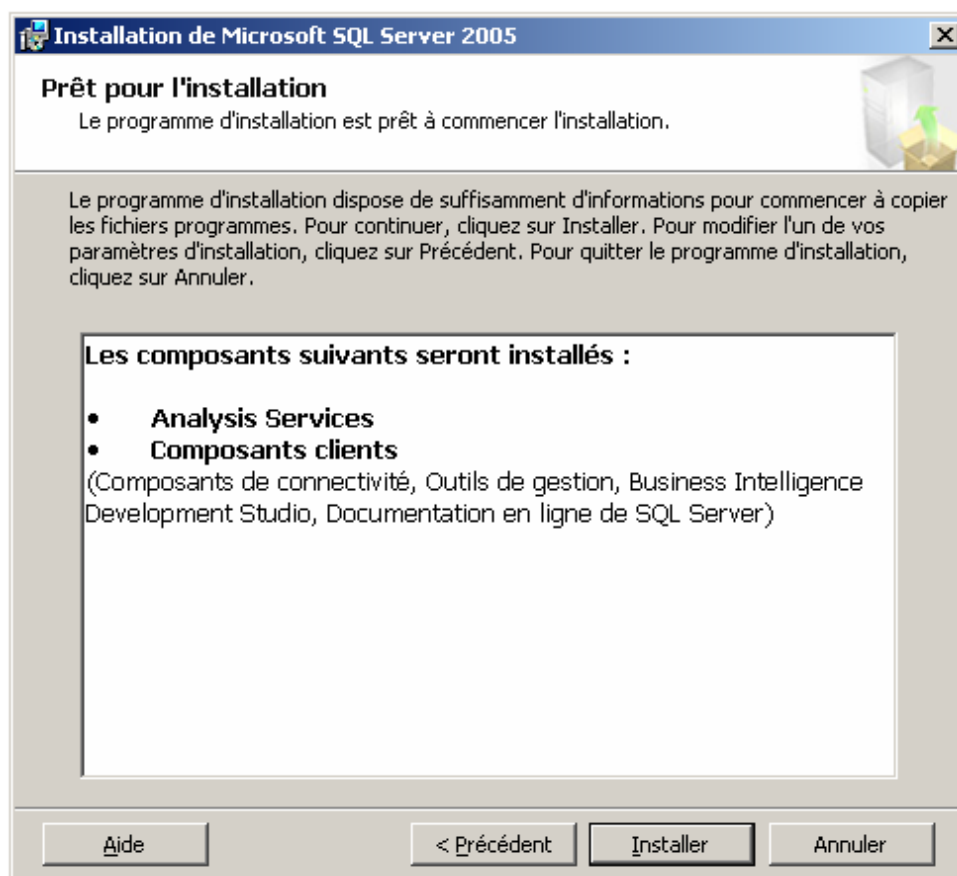 Installation de Microsoft SQL Server 2005
Prêt pour l'installation
Le programme d'installation est prêt à commencer l'installation.
Le programme d'installation dispose de suffisamment d'informations pour commencer à copier
les fichiers programmes. Pour continuer, cliquez sur Installer. Pour modifier l'un de vos
paramètres d'installation, cliquez sur Précédent. Pour quitter le programme d'installation,
cliquez sur Annuler.
Les composants suivants seront installés :
• Analysis Services
• Composants clients
(Composants de connectivité, Outils de gestion, Business Intelligence
Development Studio, Documentation en ligne de SQL Server)
Aide
< Précédent
Installer
Annuler